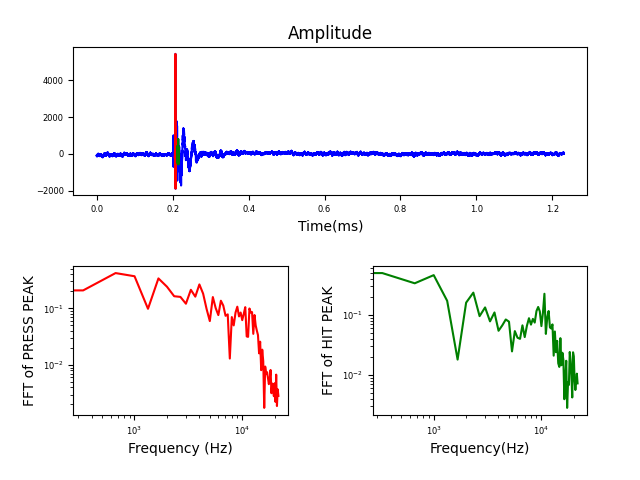 Amplitude
4000
2000
0
−2000
0.0 0.2 0.4 0.6 0.8 1.0 1.2
Time(ms)
FFT of PRESS PEAK
10⁻¹
10⁻²
10³ 10⁴
Frequency (Hz)
FFT of HIT PEAK
10⁻¹
10⁻²
10³ 10⁴
Frequency(Hz)